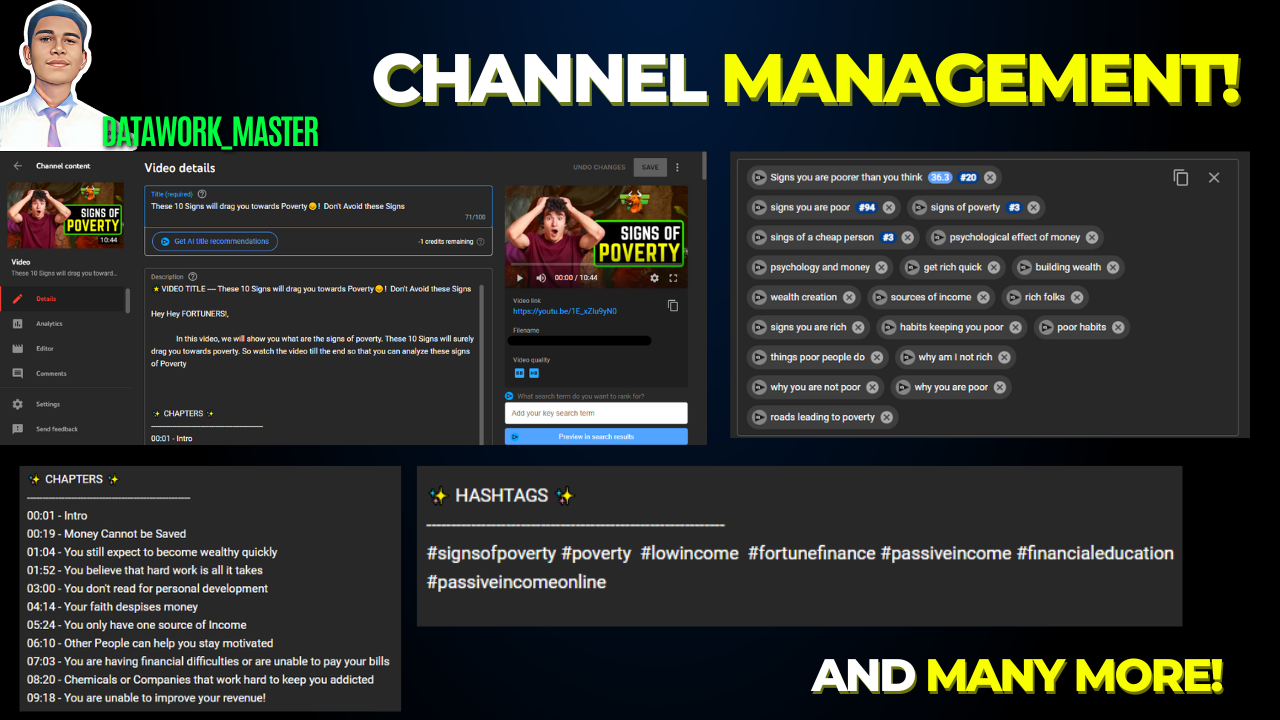 CHANNEL MANAGEMENT!
DATAWORK_MASTER
Channel content
SIGNS OF
POVERTY
10:44
Video
These 10 Signs will drag you toward...
Details
Analytics
Editor
Comments
Settings
Send feedback
Video details
UNDO CHANGES
SAVE
Title (required)
These 10 Signs will drag you towards Poverty😖! Don't Avoid these Signs
71/100
Get AI title recommendations
-1 credits remaining
Description
★ VIDEO TITLE — These 10 Signs will drag you towards Poverty😖! Don't Avoid these Signs
Hey Hey FORTUNERS!,
In this video, we will show you what are the signs of poverty. These 10 Signs will surely
drag you towards poverty. So watch the video till the end so that you can analyze these signs
of Poverty
✨ CHAPTERS ✨
00:01 - Intro
SIGNS OF
POVERTY
00:00 / 10:44
Video link
https://youtu.be/1E_xZlu9yN0
Filename
Video quality
What search term do you want to rank for?
Add your key search term
Preview in search results
Signs you are poorer than you think 36.3 #20
signs you are poor #94 signs of poverty #3
sings of a cheap person #3 psychological effect of money
psychology and money get rich quick building wealth
wealth creation sources of income rich folks
signs you are rich habits keeping you poor poor habits
things poor people do why am I not rich
why you are not poor why you are poor
roads leading to poverty
✨ CHAPTERS ✨
00:01 - Intro
00:19 - Money Cannot be Saved
01:04 - You still expect to become wealthy quickly
01:52 - You believe that hard work is all it takes
03:00 - You don't read for personal development
04:14 - Your faith despises money
05:24 - You only have one source of Income
06:10 - Other People can help you stay motivated
07:03 - You are having financial difficulties or are unable to pay your bills
08:20 - Chemicals or Companies that work hard to keep you addicted
09:18 - You are unable to improve your revenue!
✨ HASHTAGS ✨
#signsofpoverty #poverty #lowincome #fortunefinance #passiveincome #financialeducation
#passiveincomeonline
AND MANY MORE!